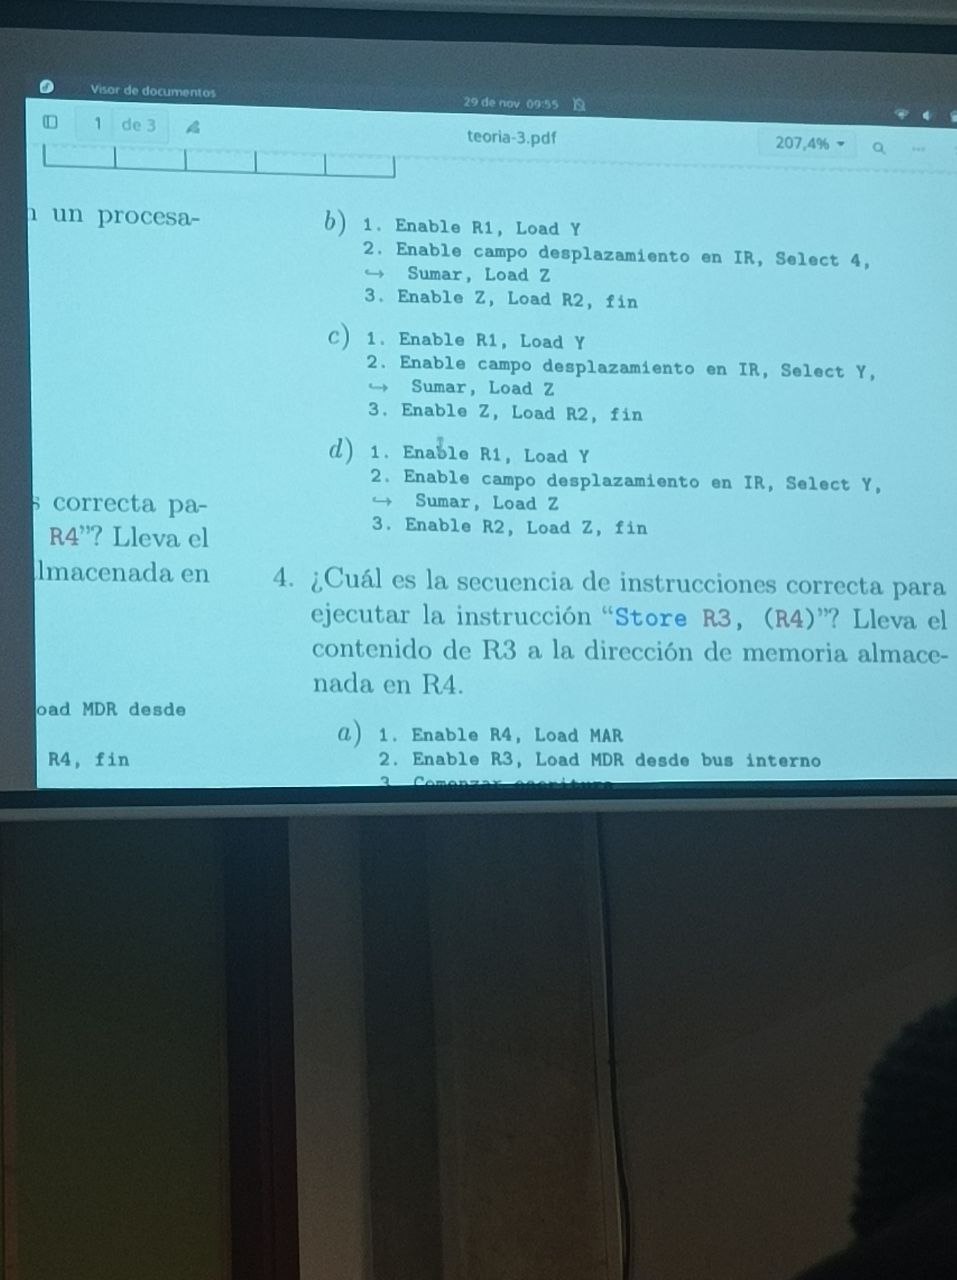 Visor de documentos
29 de nov 09:55
1 de 3
teoria-3.pdf
207,4%
un procesa-
correcta pa-
R4”? Lleva el
lmacenada en
oad MDR desde
R4, fin
b) 1. Enable R1, Load Y
2. Enable campo desplazamiento en IR, Select 4,
↪ Sumar, Load Z
3. Enable Z, Load R2, fin
c) 1. Enable R1, Load Y
2. Enable campo desplazamiento en IR, Select Y,
↪ Sumar, Load Z
3. Enable Z, Load R2, fin
d) 1. Enable R1, Load Y
2. Enable campo desplazamiento en IR, Select Y,
↪ Sumar, Load Z
3. Enable R2, Load Z, fin
4. ¿Cuál es la secuencia de instrucciones correcta para
ejecutar la instrucción “Store R3, (R4)”? Lleva el
contenido de R3 a la dirección de memoria almace-
nada en R4.
a) 1. Enable R4, Load MAR
2. Enable R3, Load MDR desde bus interno
3. Comenzar escritura